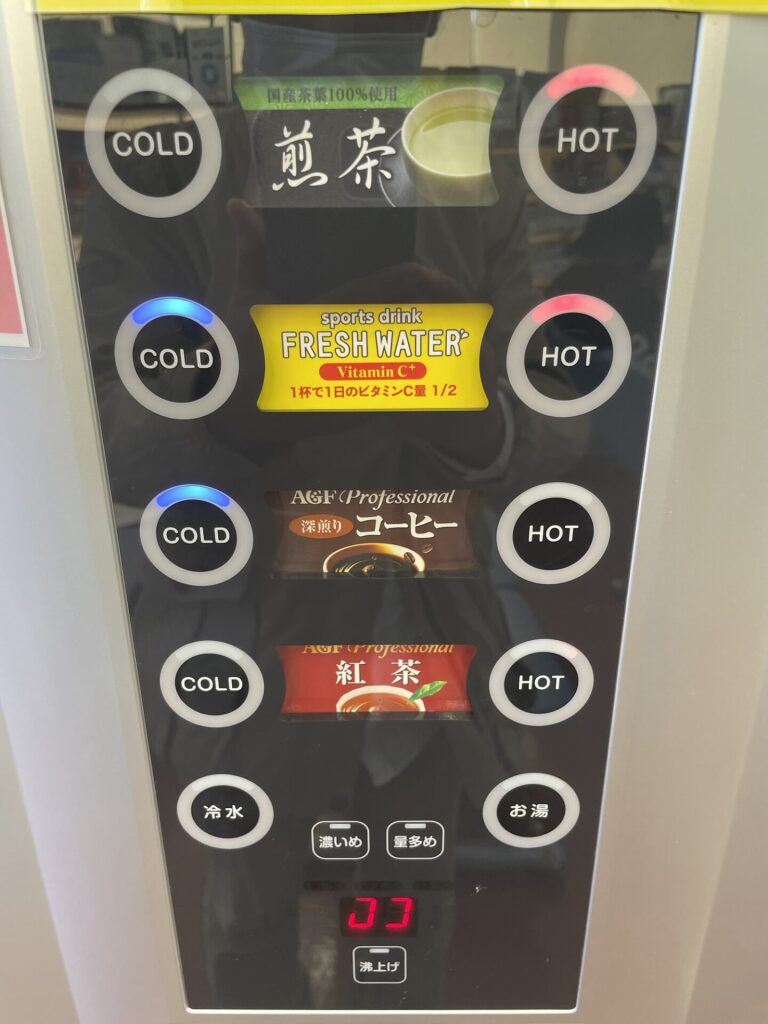 国産茶葉100%使用
COLD
煎茶
HOT
sports drink
FRESH WATER
Vitamin C+
COLD
HOT
1杯で1日のビタミンC量 1/2
AGF Professional
深煎り コーヒー
COLD
HOT
AGF Professional
紅茶
COLD
HOT
冷水
お湯
濃いめ
量多め
沸上げ